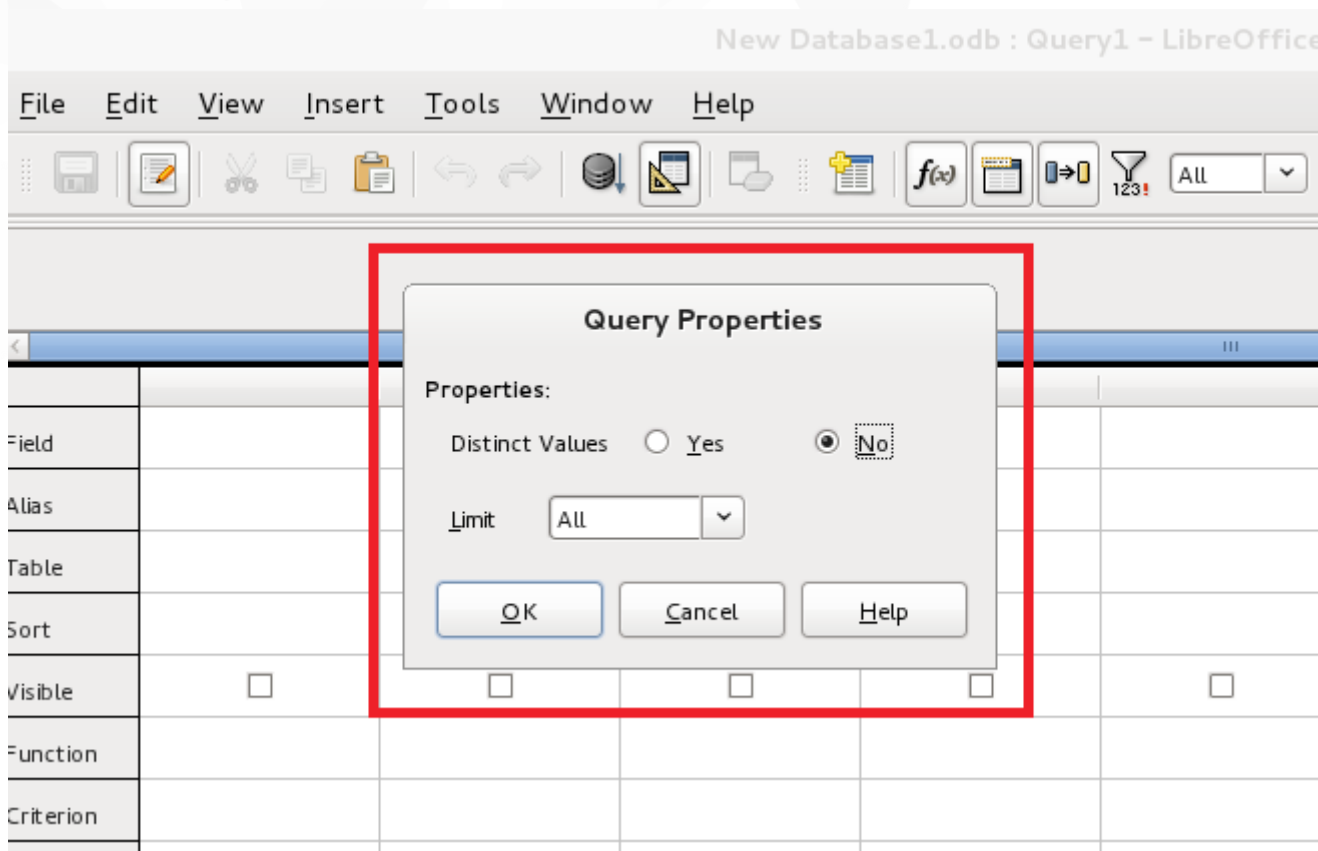 New Database1.odb : Query1 – LibreOffice
File Edit View Insert Tools Window Help
f(x) 123! All
Query Properties
Properties:
Distinct Values Yes No
Limit All
OK Cancel Help
Field
Alias
Table
Sort
Visible
Function
Criterion